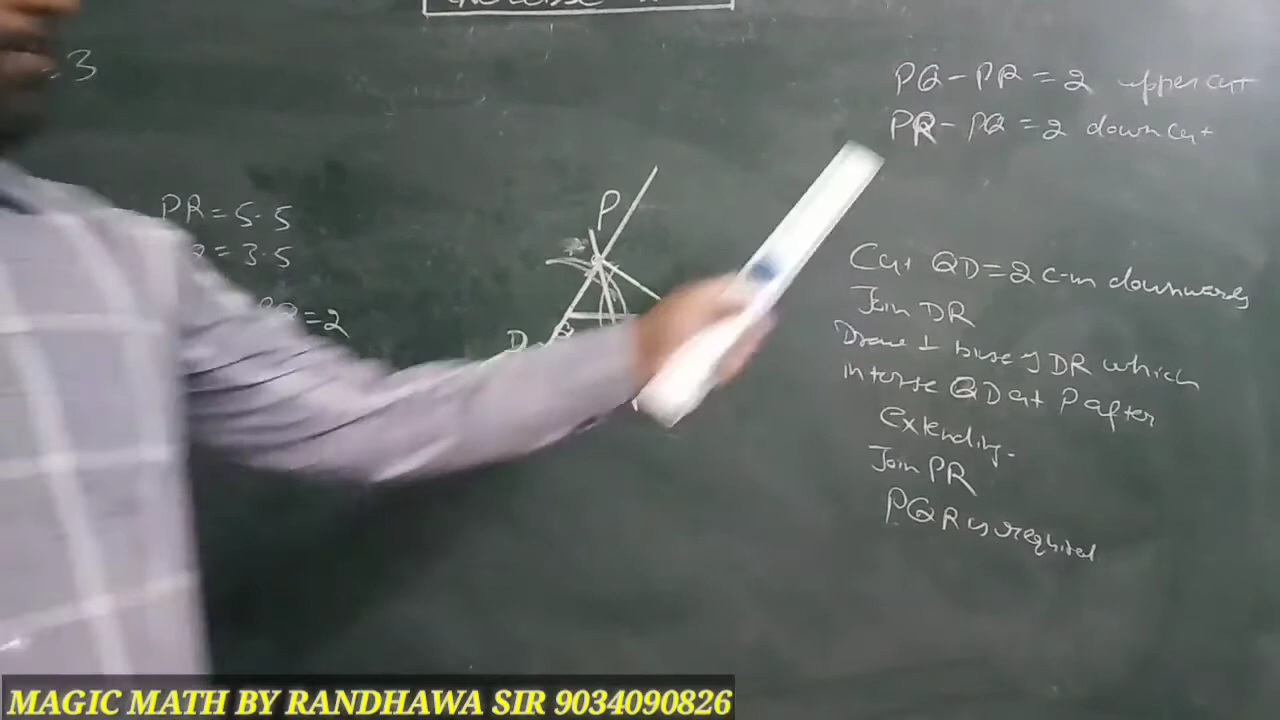 3
PQ - PR = 2 upper cut
PR - PQ = 2 down cut
PR = 5.5
= 3.5
= 2
P
D
Q
Cut QD = 2 c-m downwards
Join DR
Draw ⊥ bisec of DR which
interse QD at P after
Extending.
Join PR
PQR is required
MAGIC MATH BY RANDHAWA SIR 9034090826